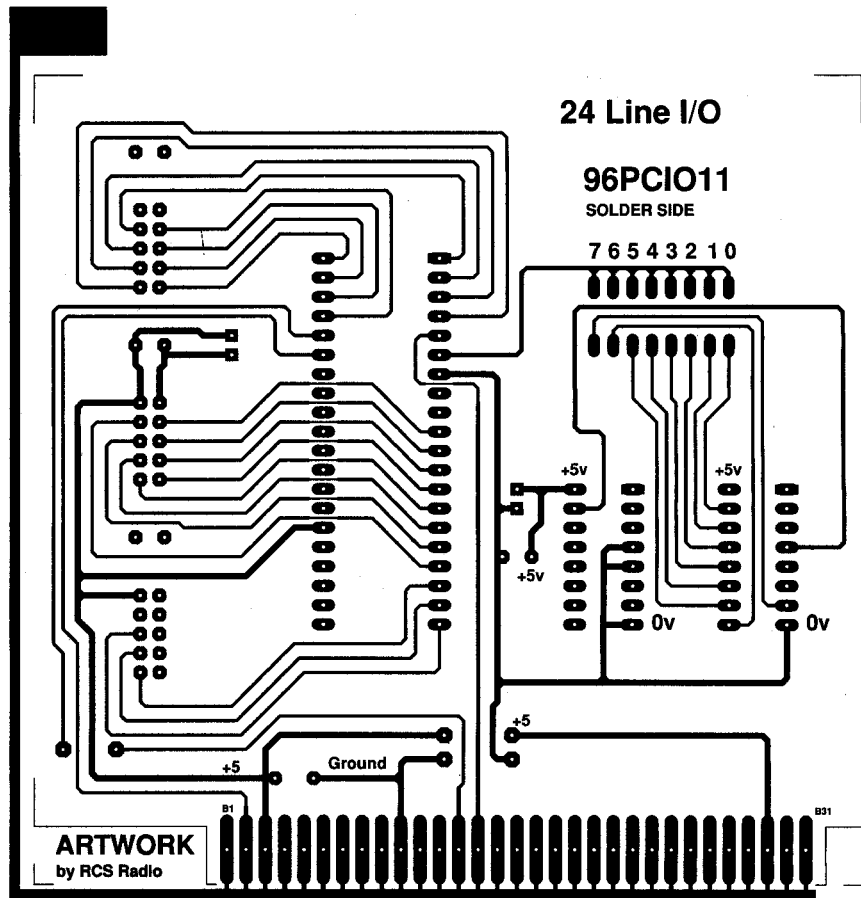 24 Line I/O
96PCIO11
SOLDER SIDE
7 6 5 4 3 2 1 0
+5v
+5v
+5v
0v
0v
+5
+5
Ground
B1
B31
ARTWORK
by RCS Radio